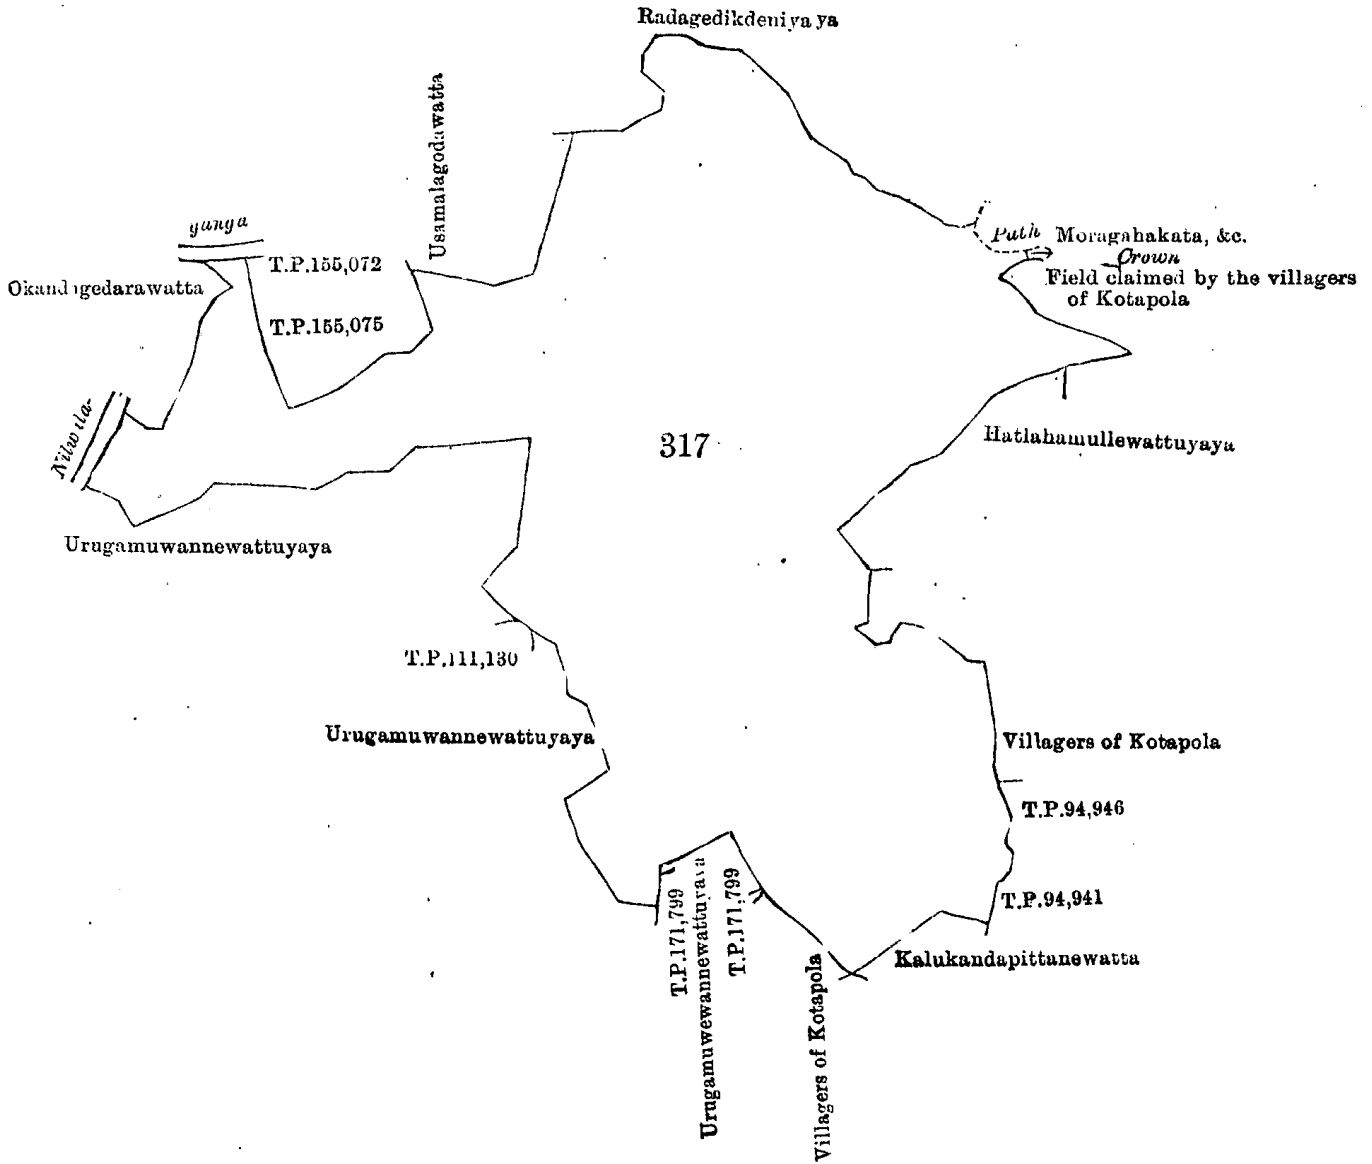 Radagedikdeniyaya
Usamalagodawatta
ganga
T.P.155,072
Okandagedarawatta
T.P.155,075
Path
Moragahakata, &c.
Crown
Field claimed by the villagers
of Kotapola
Nilwala-
317
Hatlahamullewattuyaya
Urugamuwannewattuyaya
T.P.111,130
Urugamuwannewattuyaya
Villagers of Kotapola
T.P.94,946
T.P.94,941
Kalukandapittanewatta
T.P.171,799
Urugamuwewannewattuyaya
T.P.171,799
Villagers of Kotapola